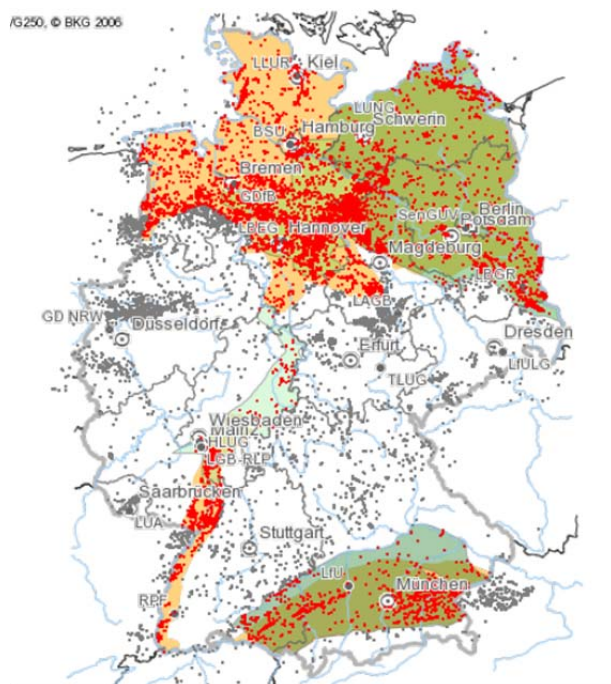 /G250, © BKG 2006
LLUR
Kiel
LUNG
Schwerin
BSU
Hamburg
Bremen
GDfB
SenGUV
Berlin
Potsdam
LBEG
Hannover
Magdeburg
LBGR
LAGB
GD NRW
Düsseldorf
Erfurt
Dresden
LfULG
TLUG
Wiesbaden
Mainz
HLUG
LGB-RLP
Saarbrücken
LUA
Stuttgart
LfU
München
RPF